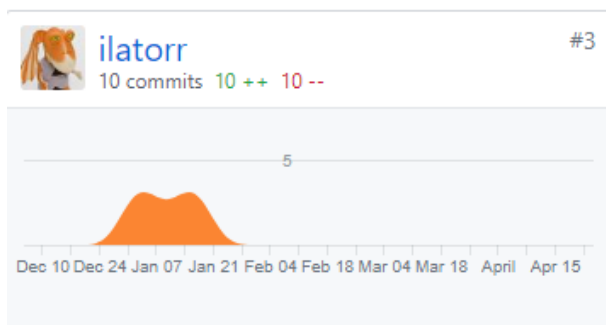 ilatorr
#3
10 commits 10 ++ 10 --
5
Dec 10 Dec 24 Jan 07 Jan 21 Feb 04 Feb 18 Mar 04 Mar 18 April Apr 15